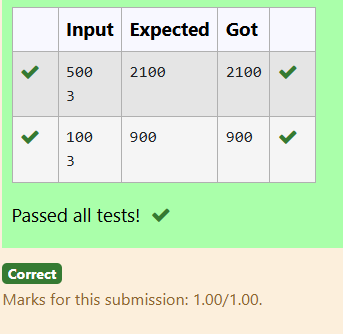 Input Expected Got
500 2100 2100
3
100 900 900
3
Passed all tests!
Correct
Marks for this submission: 1.00/1.00.